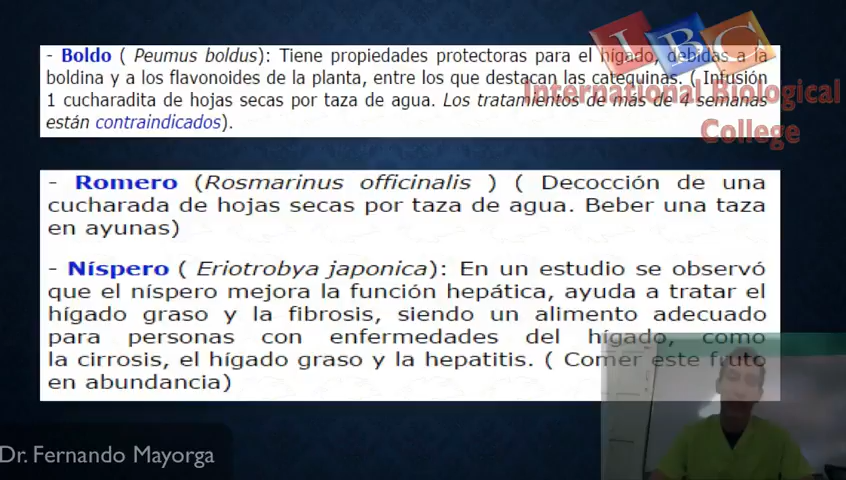 IBC
International Biological
College
- Boldo ( Peumus boldus): Tiene propiedades protectoras para el hígado, debidas a la
boldina y a los flavonoides de la planta, entre los que destacan las catequinas. ( Infusión
1 cucharadita de hojas secas por taza de agua. Los tratamientos de más de 4 semanas
están contraindicados).
- Romero (Rosmarinus officinalis ) ( Decocción de una
cucharada de hojas secas por taza de agua. Beber una taza
en ayunas)
- Níspero ( Eriotrobya japonica): En un estudio se observó
que el níspero mejora la función hepática, ayuda a tratar el
hígado graso y la fibrosis, siendo un alimento adecuado
para personas con enfermedades del hígado, como
la cirrosis, el hígado graso y la hepatitis. ( Comer este fruto
en abundancia)
Dr. Fernando Mayorga